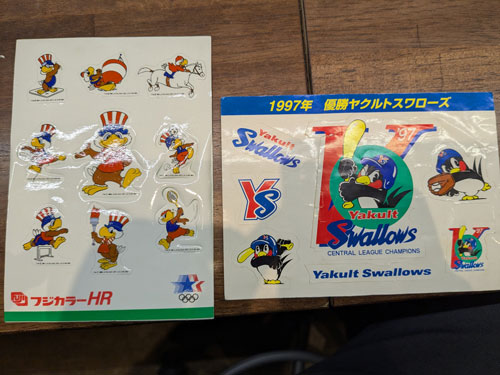 FUJI
フジカラーHR
1997年 優勝ヤクルトスワローズ
Yakult
Swallows
YS
V '97
Yakult
Swallows
CENTRAL LEAGUE CHAMPIONS
Yakult Swallows